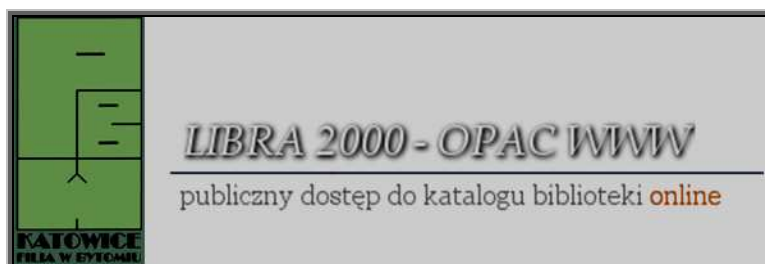 LIBRA 2000 - OPAC WWW
publiczny dostęp do katalogu biblioteki online
KATOWICE
FILIA W BYTOMIU